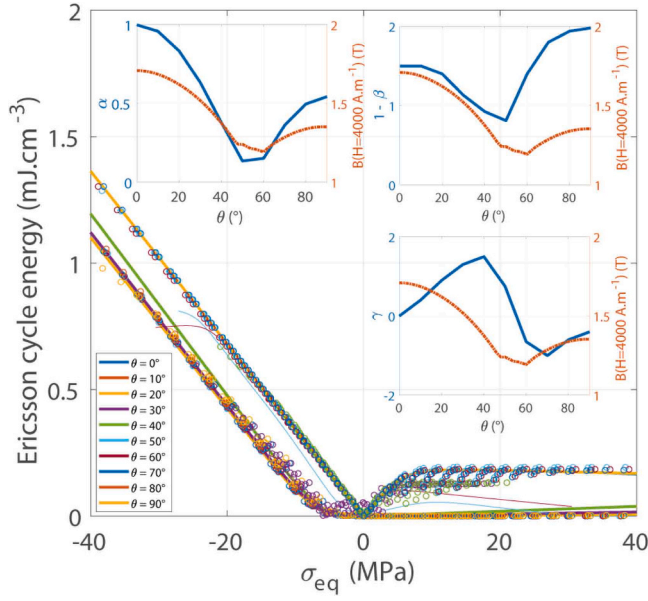 2
1.5
1
0.5
0
Ericsson cycle energy (mJ.cm⁻³)
-40
-20
0
20
40
σeq (MPa)
1
0.5
0
α
2
1.5
1
B(H=4000 A.m⁻¹) (T)
0 20 40 60 80
θ (°)
2
1
0
1 - β
2
1.5
1
B(H=4000 A.m⁻¹) (T)
0 20 40 60 80
θ (°)
2
0
-2
γ
2
1.5
1
B(H=4000 A.m⁻¹) (T)
0 20 40 60 80
θ (°)
θ = 0°
θ = 10°
θ = 20°
θ = 30°
θ = 40°
θ = 50°
θ = 60°
θ = 70°
θ = 80°
θ = 90°